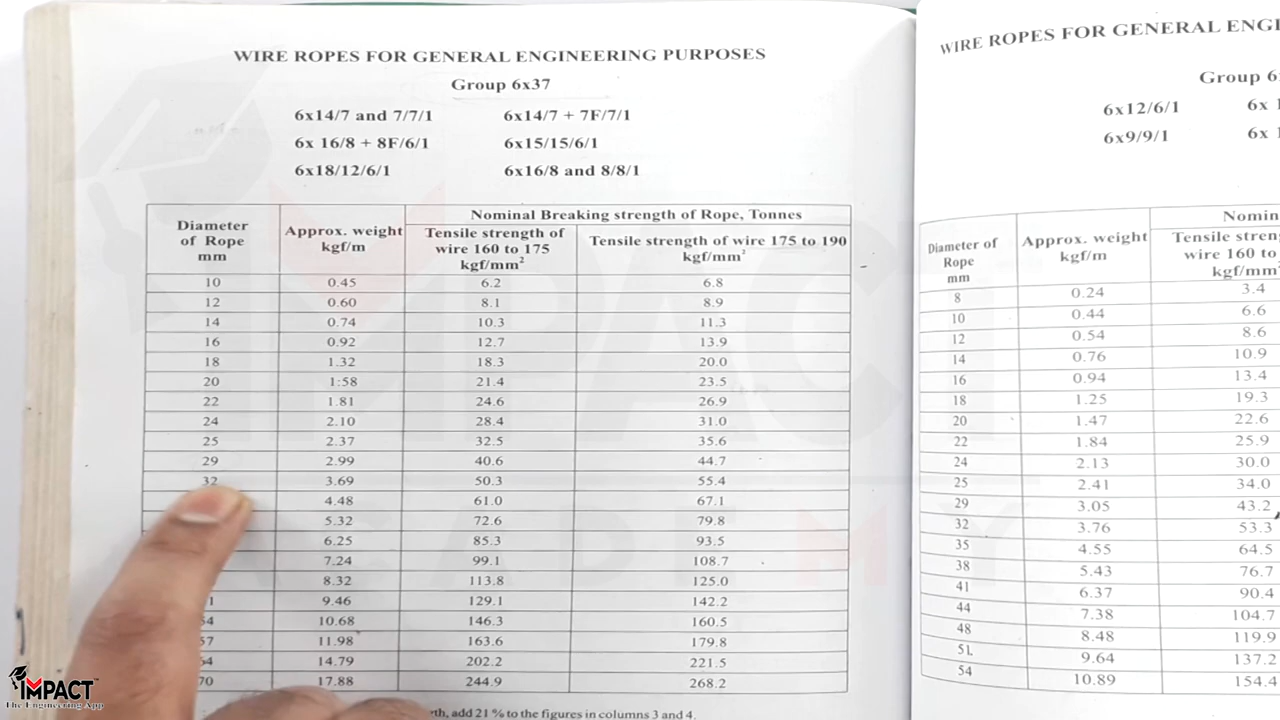 WIRE ROPES FOR GENERAL ENGINEERING PURPOSES
Group 6x37
6x14/7 and 7/7/1 6x14/7 + 7F/7/1
6x 16/8 + 8F/6/1 6x15/15/6/1
6x18/12/6/1 6x16/8 and 8/8/1
Diameter of Rope mm Approx. weight kgf/m Nominal Breaking strength of Rope, Tonnes
Tensile strength of wire 160 to 175 kgf/mm² Tensile strength of wire 175 to 190 kgf/mm²
10 0.45 6.2 6.8
12 0.60 8.1 8.9
14 0.74 10.3 11.3
16 0.92 12.7 13.9
18 1.32 18.3 20.0
20 1:58 21.4 23.5
22 1.81 24.6 26.9
24 2.10 28.4 31.0
25 2.37 32.5 35.6
29 2.99 40.6 44.7
32 3.69 50.3 55.4
4.48 61.0 67.1
5.32 72.6 79.8
6.25 85.3 93.5
7.24 99.1 108.7
8.32 113.8 125.0
9.46 129.1 142.2
54 10.68 146.3 160.5
57 11.98 163.6 179.8
64 14.79 202.2 221.5
70 17.88 244.9 268.2
add 21 % to the figures in columns 3 and 4.
WIRE ROPES FOR GENERAL
Group
6x12/6/1 6x
6x9/9/1 6x
Diameter of Rope mm Approx. weight kgf/m
Tensile
wire 160 to
kgf/mm²
8 0.24 3.4
10 0.44 6.6
12 0.54 8.6
14 0.76 10.9
16 0.94 13.4
18 1.25 19.3
20 1.47 22.6
22 1.84 25.9
24 2.13 30.0
25 2.41 34.0
29 3.05 43.2
32 3.76 53.3
35 4.55 64.5
38 5.43 76.7
41 6.37 90.4
44 7.38 104.7
48 8.48 119.9
51. 9.64 137.2
54 10.89 154.4
IMPACT ACADEMY
IMPACT
The Engineering App